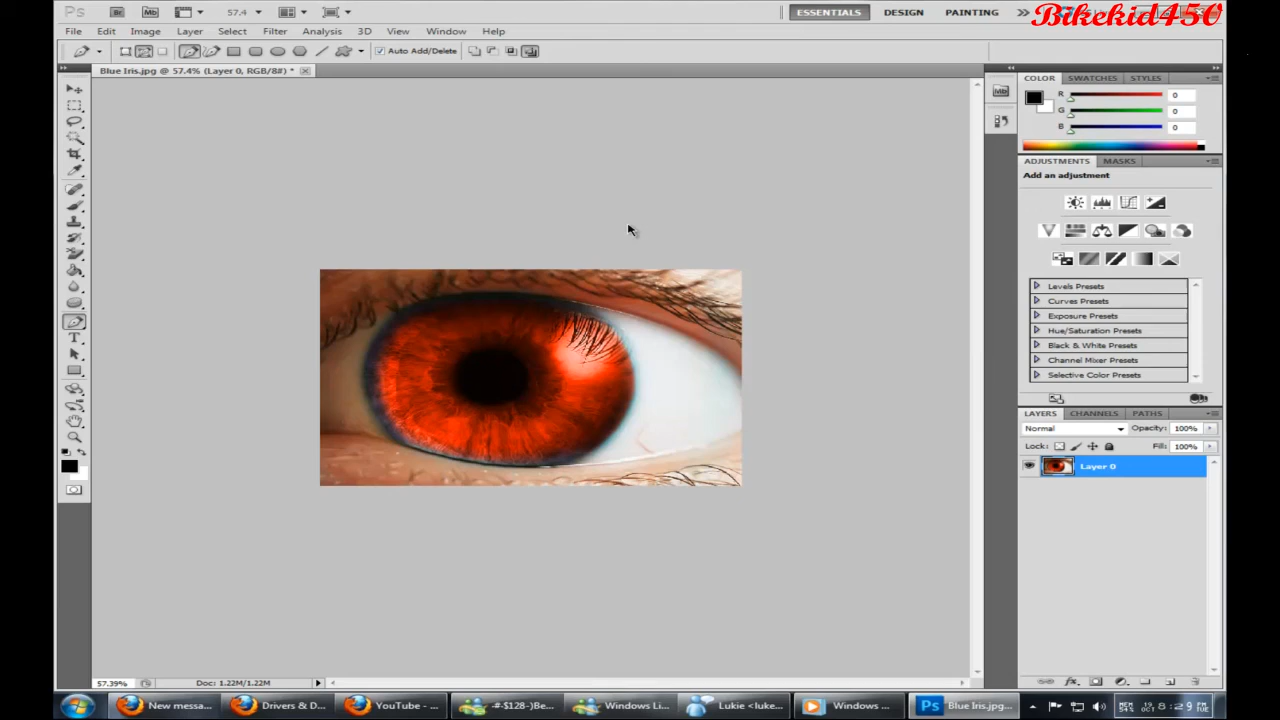 Ps Br Mb 57.4 ESSENTIALS DESIGN PAINTING
Bikekid450
File Edit Image Layer Select Filter Analysis 3D View Window Help
Auto Add/Delete
Blue Iris.jpg @ 57.4% (Layer 0, RGB/8#) *
COLOR SWATCHES STYLES
R 0
G 0
B 0
ADJUSTMENTS MASKS
Add an adjustment
Levels Presets
Curves Presets
Exposure Presets
Hue/Saturation Presets
Black & White Presets
Channel Mixer Presets
Selective Color Presets
LAYERS CHANNELS PATHS
Normal Opacity: 100%
Lock: Fill: 100%
Layer 0
57.39% Doc: 1.22M/1.22M
New messa... Drivers & D... YouTube - ... -#-$128-)Be... Windows Li... Lukie <luke... Windows ... Ps Blue Iris.jpg...